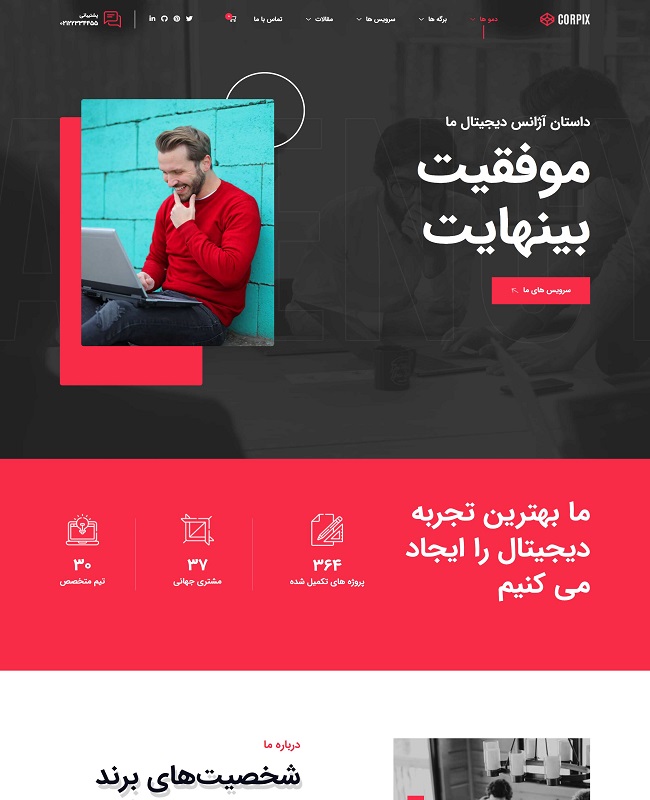 CORPIX
دمو ها
برگه ها
سرویس ها
مقالات
تماس با ما
پشتیبانی
۰۲۱۲۲۳۳۴۴۵۵
داستان آژانس دیجیتال ما
موفقیت
بینهایت
سرویس های ما
ما بهترین تجربه
دیجیتال را ایجاد
می کنیم
۳۶۴
پروژه های تکمیل شده
۳۷
مشتری جهانی
۳۰
تیم متخصص
درباره ما
شخصیت‌های برند